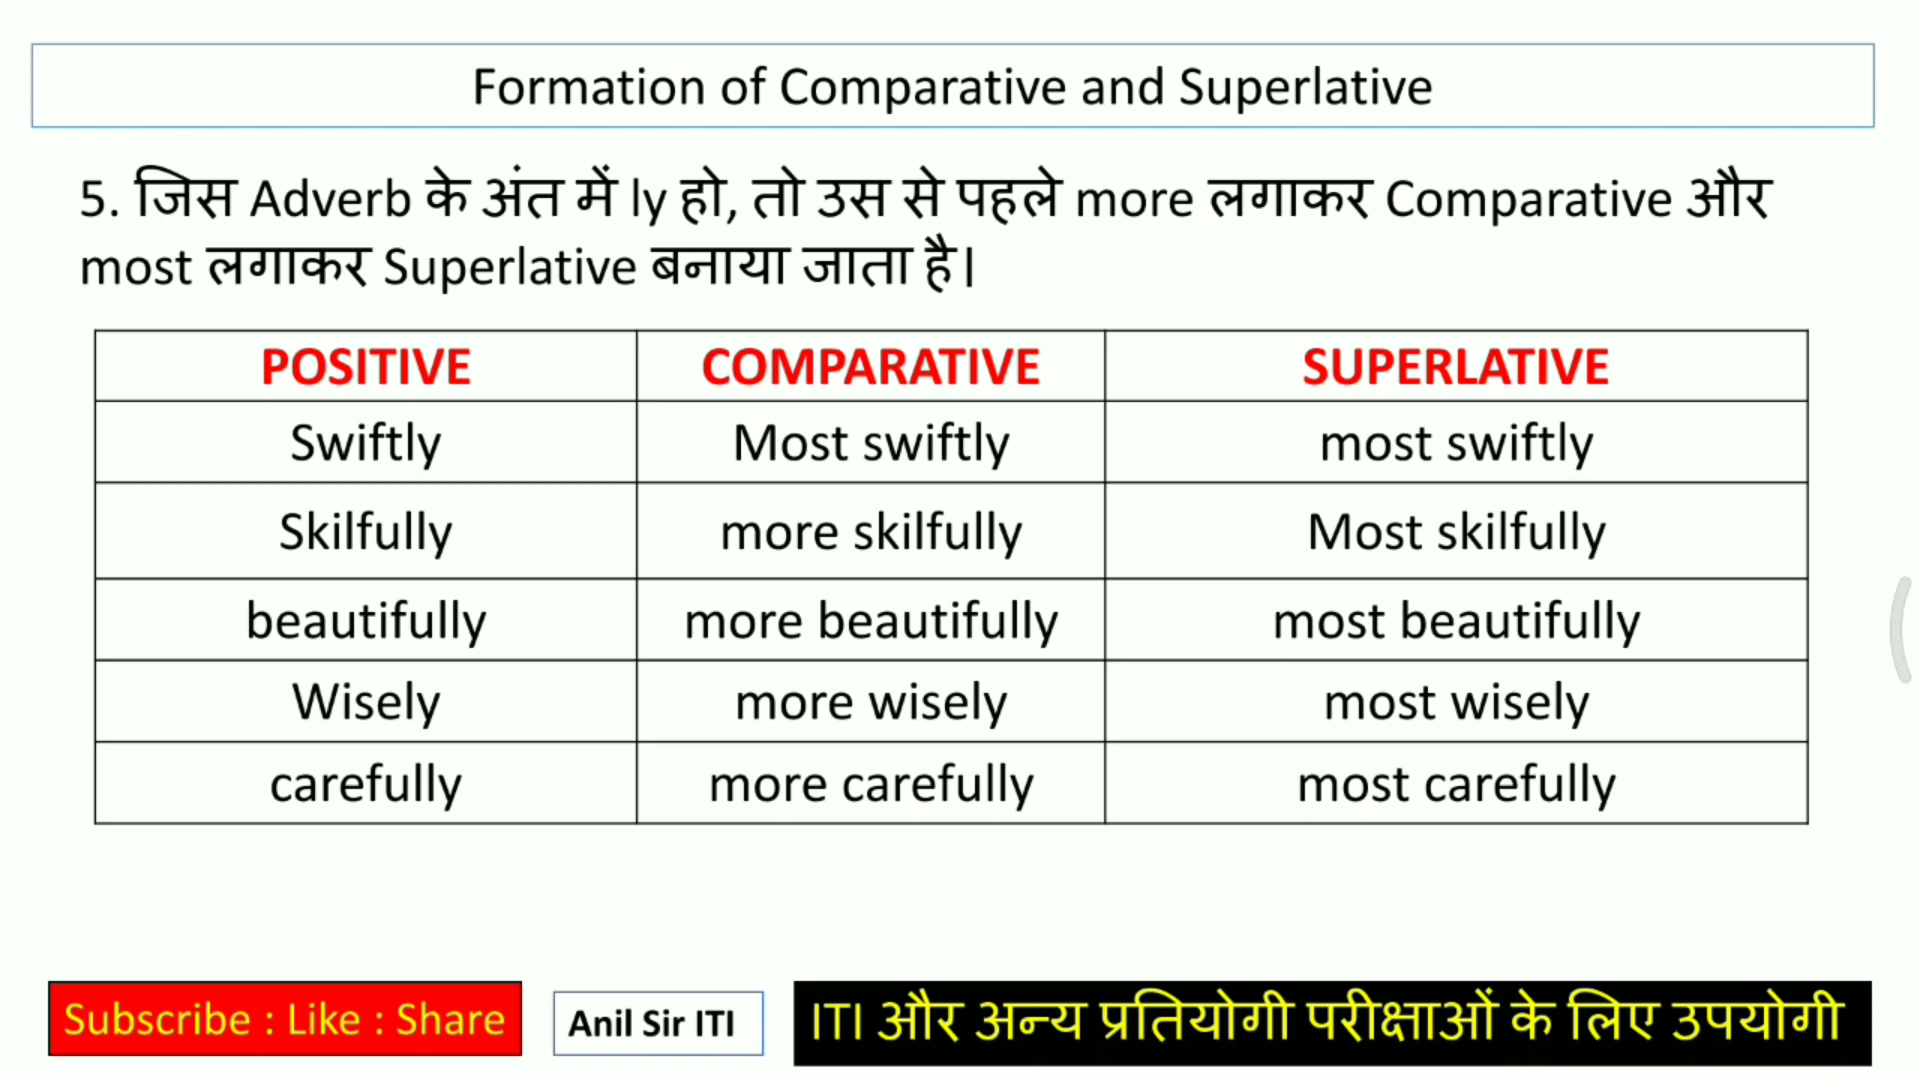 Formation of Comparative and Superlative
5. जिस Adverb के अंत में ly हो, तो उस से पहले more लगाकर Comparative और
most लगाकर Superlative बनाया जाता है।
POSITIVE COMPARATIVE SUPERLATIVE
Swiftly Most swiftly most swiftly
Skilfully more skilfully Most skilfully
beautifully more beautifully most beautifully
Wisely more wisely most wisely
carefully more carefully most carefully
Subscribe : Like : Share Anil Sir ITI ITI और अन्य प्रतियोगी परीक्षाओं के लिए उपयोगी